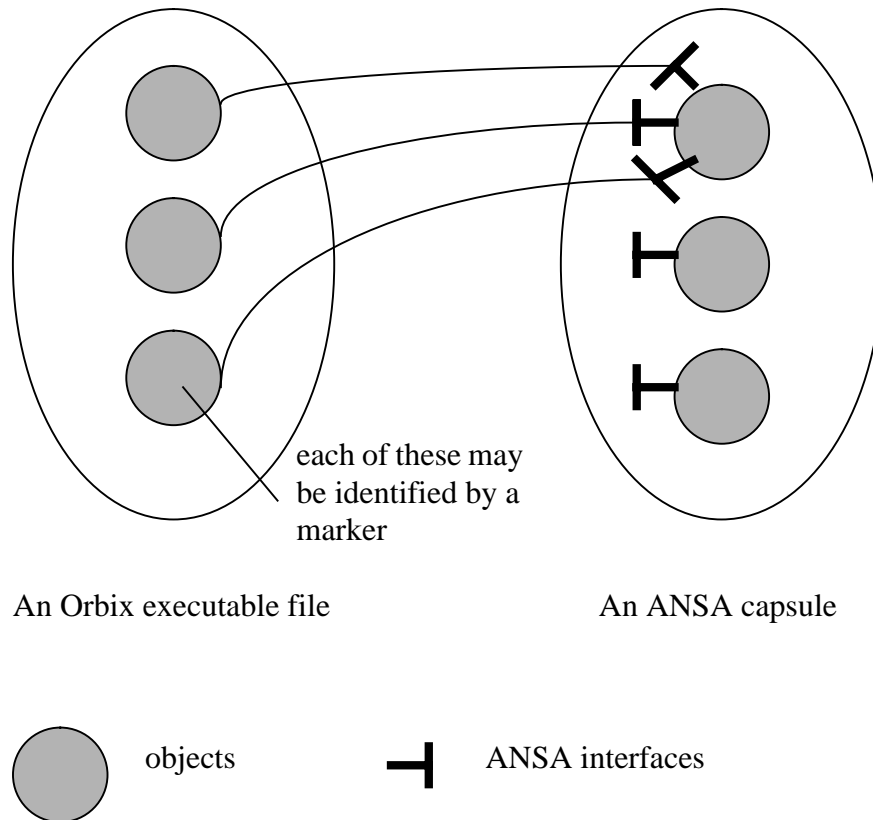 each of these may
be identified by a
marker
An Orbix executable file
An ANSA capsule
objects
ANSA interfaces